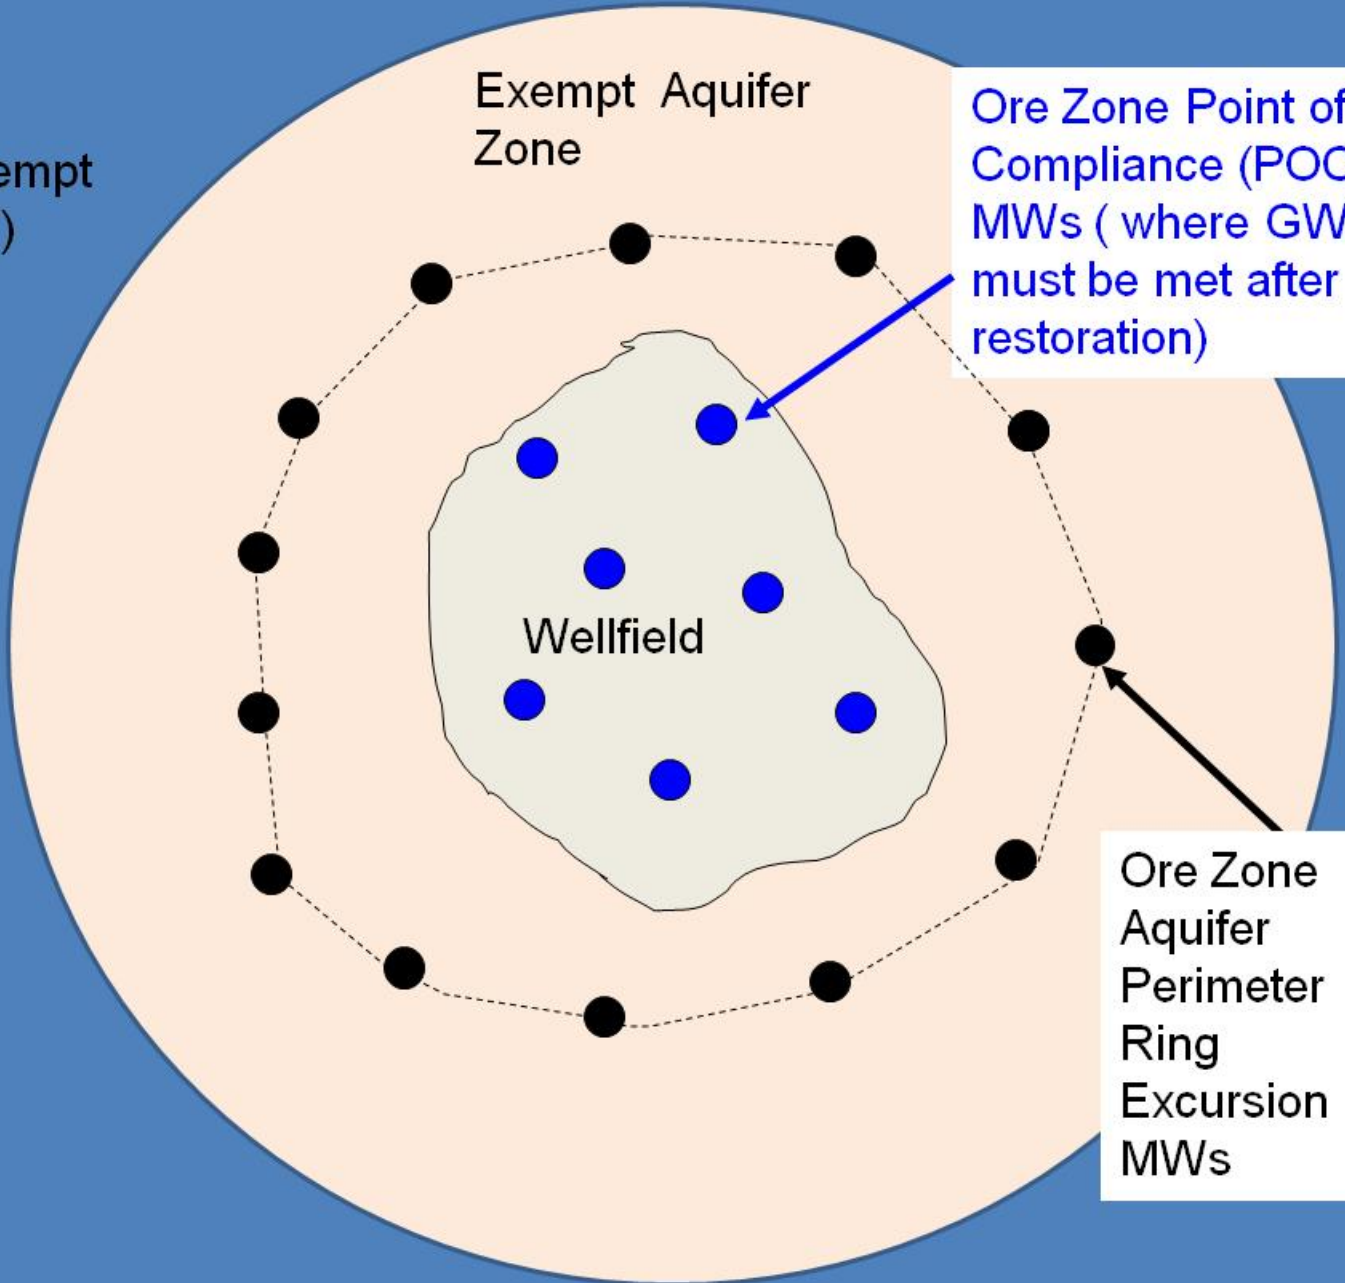 Exempt Aquifer
Zone
empt
)
Ore Zone Point of
Compliance (POC
MWs ( where GW
must be met after
restoration)
Wellfield
Ore Zone
Aquifer
Perimeter
Ring
Excursion
MWs